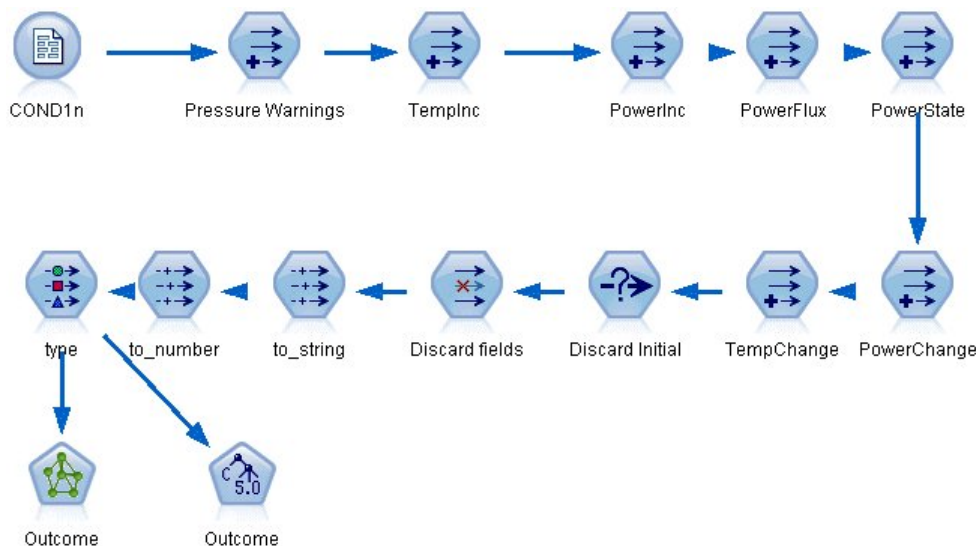 COND1n
Pressure Warnings
TempInc
PowerInc
PowerFlux
PowerState
type
to_number
to_string
Discard fields
Discard Initial
TempChange
PowerChange
C 5.0
Outcome
Outcome